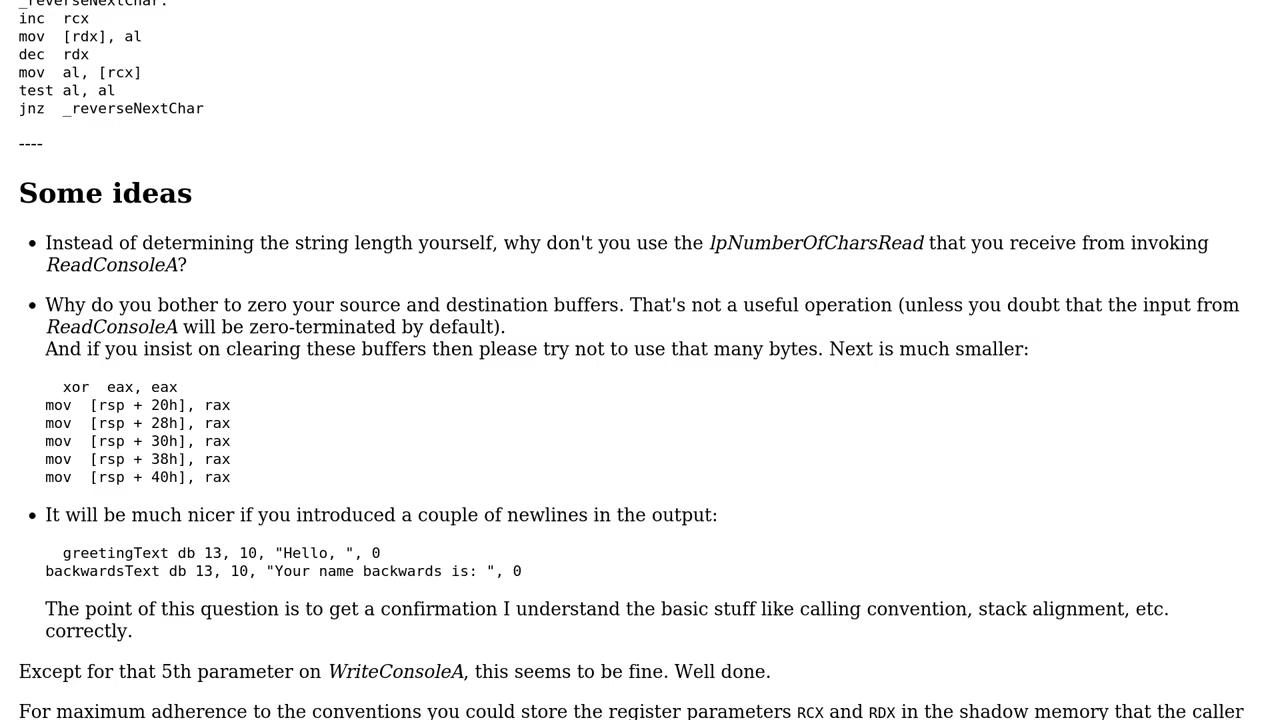 _reverseNextChar:
inc  rcx
mov  [rdx], al
dec  rdx
mov  al, [rcx]
test al, al
jnz  _reverseNextChar
----
Some ideas
• Instead of determining the string length yourself, why don't you use the lpNumberOfCharsRead that you receive from invoking
ReadConsoleA?
• Why do you bother to zero your source and destination buffers. That's not a useful operation (unless you doubt that the input from
ReadConsoleA will be zero-terminated by default).
And if you insist on clearing these buffers then please try not to use that many bytes. Next is much smaller:
xor  eax, eax
mov  [rsp + 20h], rax
mov  [rsp + 28h], rax
mov  [rsp + 30h], rax
mov  [rsp + 38h], rax
mov  [rsp + 40h], rax
• It will be much nicer if you introduced a couple of newlines in the output:
greetingText db 13, 10, "Hello, ", 0
backwardsText db 13, 10, "Your name backwards is: ", 0
The point of this question is to get a confirmation I understand the basic stuff like calling convention, stack alignment, etc.
correctly.
Except for that 5th parameter on WriteConsoleA, this seems to be fine. Well done.
For maximum adherence to the conventions you could store the register parameters RCX and RDX in the shadow memory that the caller